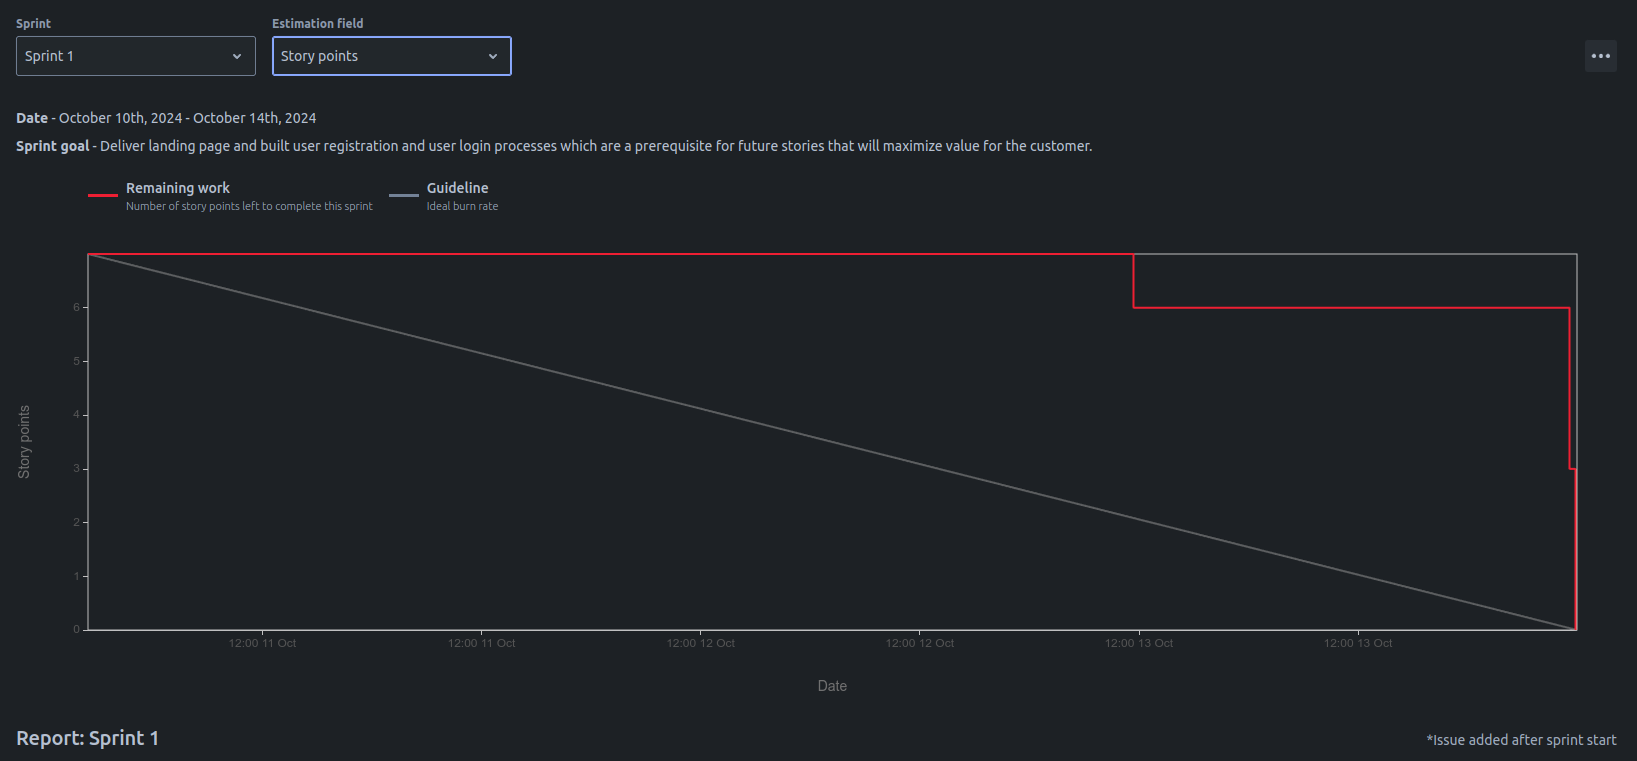 Sprint
Estimation field
Sprint 1
Story points
Date - October 10th, 2024 - October 14th, 2024
Sprint goal - Deliver landing page and built user registration and user login processes which are a prerequisite for future stories that will maximize value for the customer.
Remaining work
Number of story points left to complete this sprint
Guideline
Ideal burn rate
Story points
6
5
4
3
2
1
0
12:00 11 Oct
12:00 11 Oct
12:00 12 Oct
12:00 12 Oct
12:00 13 Oct
12:00 13 Oct
Date
Report: Sprint 1
*Issue added after sprint start